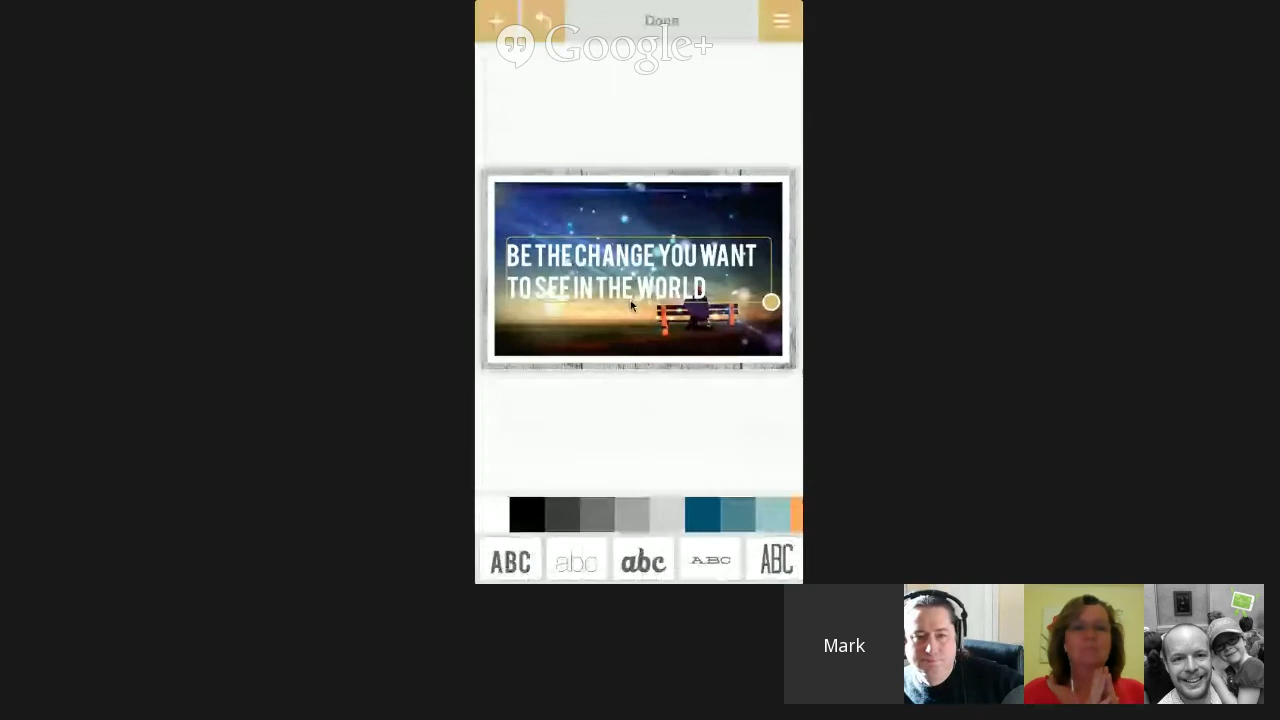 Done
Google+
BE THE CHANGE YOU WANT
TO SEE IN THE WORLD
ABC
abc
abc
ABC
ABC
Mark